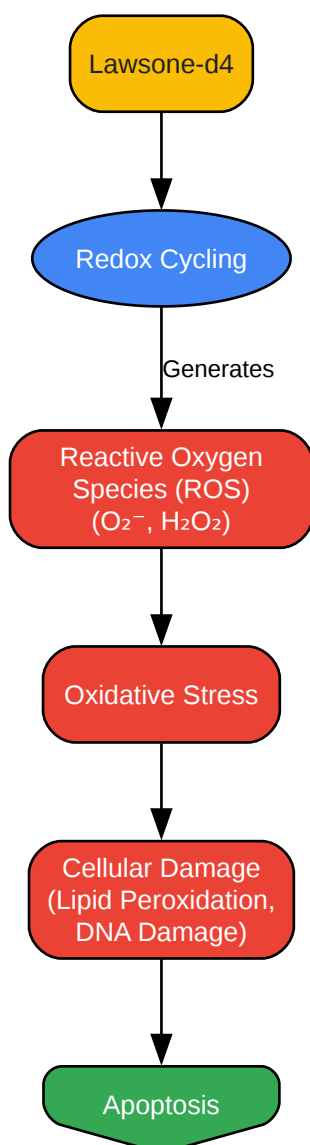 Lawsone-d4
Redox Cycling
Generates
Reactive Oxygen
Species (ROS)
(O₂⁻, H₂O₂)
Oxidative Stress
Cellular Damage
(Lipid Peroxidation,
DNA Damage)
Apoptosis